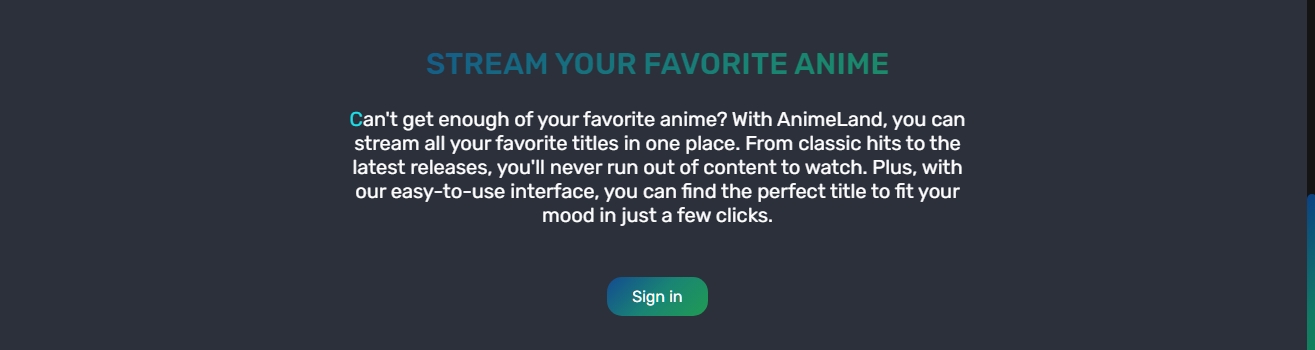 STREAM YOUR FAVORITE ANIME
Can't get enough of your favorite anime? With AnimeLand, you can
stream all your favorite titles in one place. From classic hits to the
latest releases, you'll never run out of content to watch. Plus, with
our easy-to-use interface, you can find the perfect title to fit your
mood in just a few clicks.
Sign in